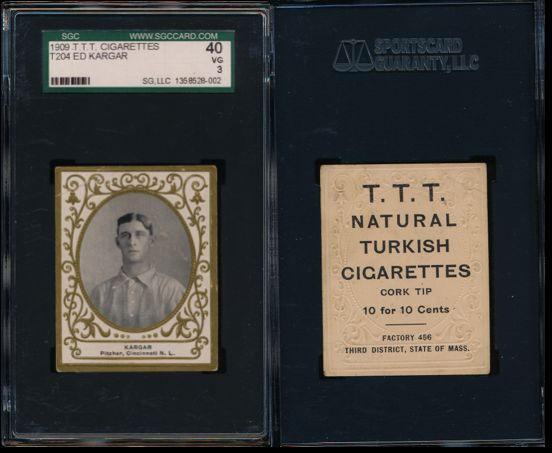 SGC WWW.SGCCARD.COM
1909 T.T.T. CIGARETTES 40
T204 ED KARGAR VG
3
SG,LLC 1358528-002
SPORTSCARD
GUARANTY, LLC
KARGAR
Pitcher, Cincinnati N. L.
T. T. T.
NATURAL
TURKISH
CIGARETTES
CORK TIP
10 for 10 Cents
FACTORY 456
THIRD DISTRICT, STATE OF MASS.